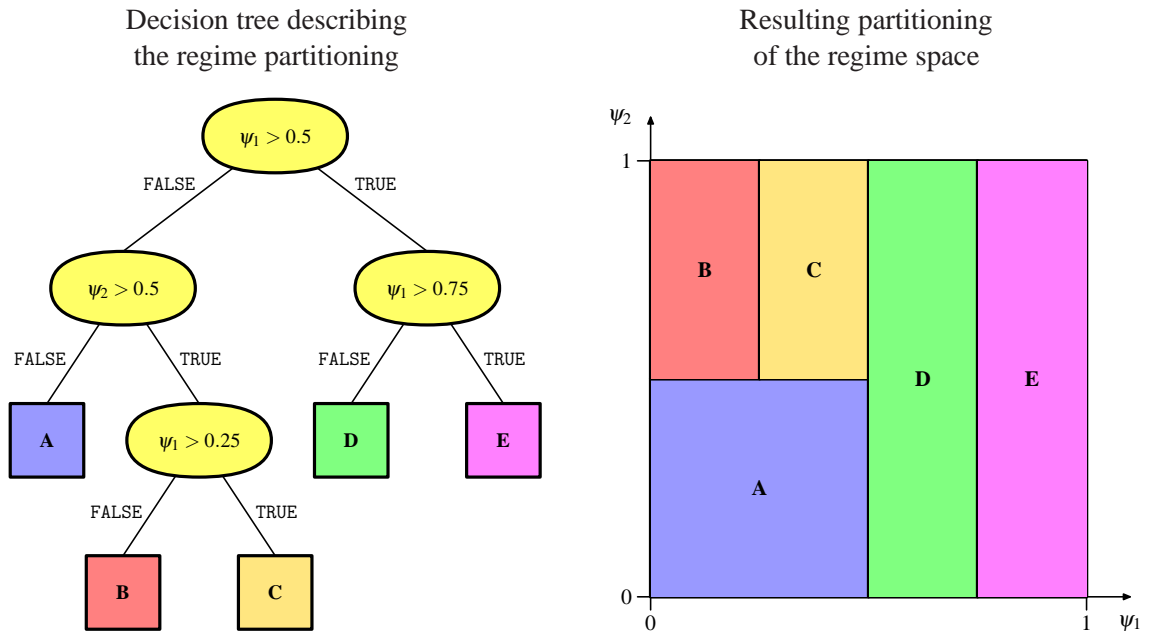 Decision tree describing
the regime partitioning
ψ₁ > 0.5
FALSE
TRUE
ψ₂ > 0.5
ψ₁ > 0.75
FALSE
TRUE
FALSE
TRUE
A
ψ₁ > 0.25
D
E
FALSE
TRUE
B
C
Resulting partitioning
of the regime space
ψ₂
1
B
C
D
E
A
0
0
1
ψ₁